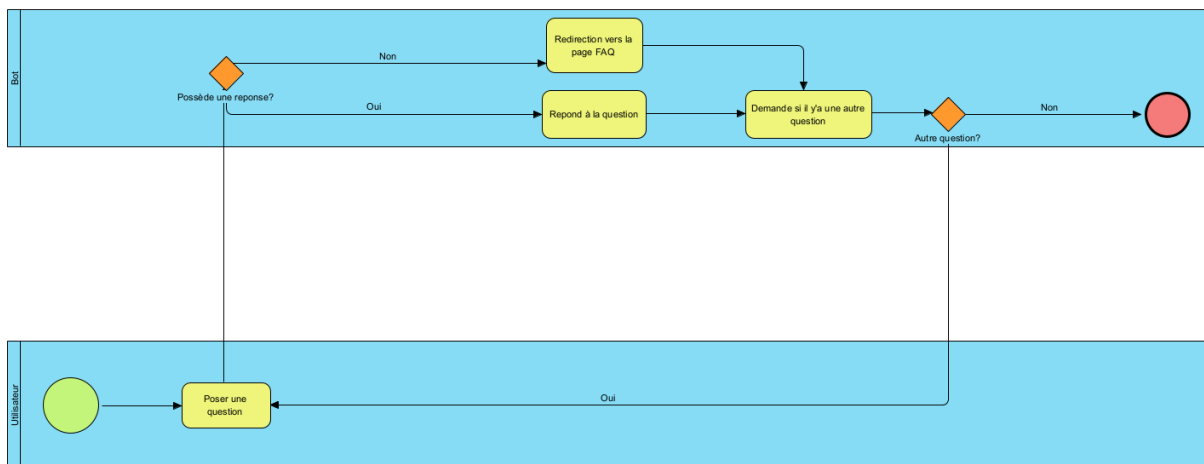 Bot
Redirection vers la
page FAQ
Non
Possède une reponse?
Oui
Repond à la question
Demande si il y'a une autre
question
Non
Autre question?
Utilisateur
Poser une
question
Oui